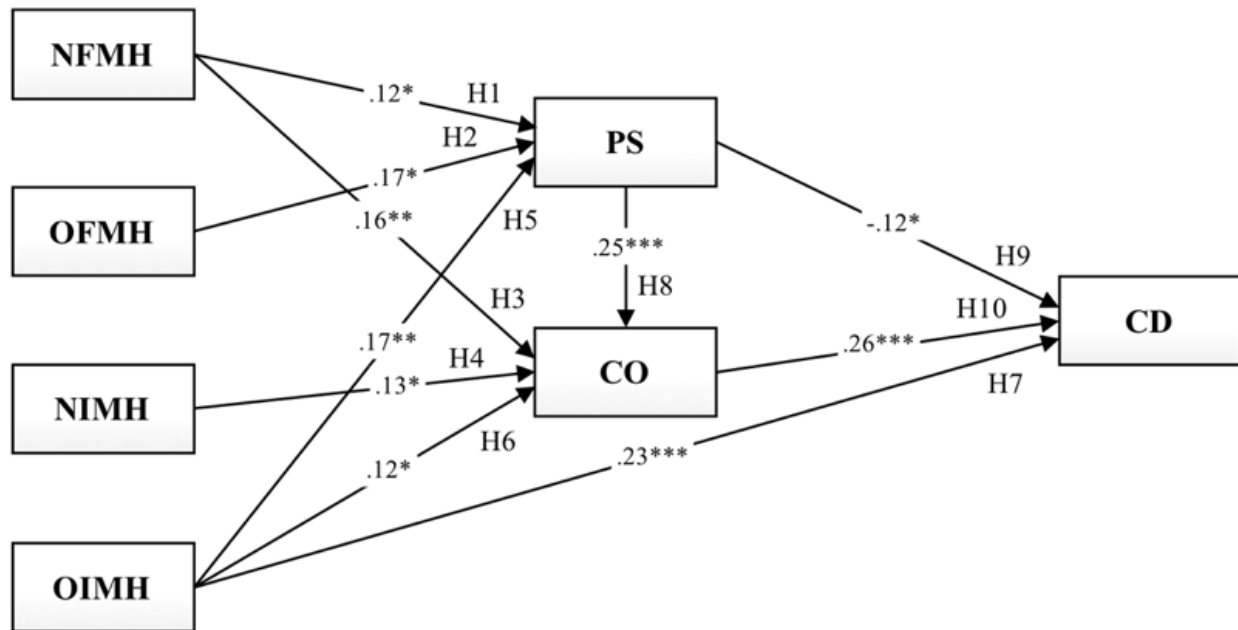 NFMH
.12*
H1
PS
H2
.17*
OFMH
.16**
H5
-.12*
.25***
H9
H8
H3
H10
CD
.17**
H4
.26***
CO
.13*
H7
NIMH
H6
.12*
.23***
OIMH